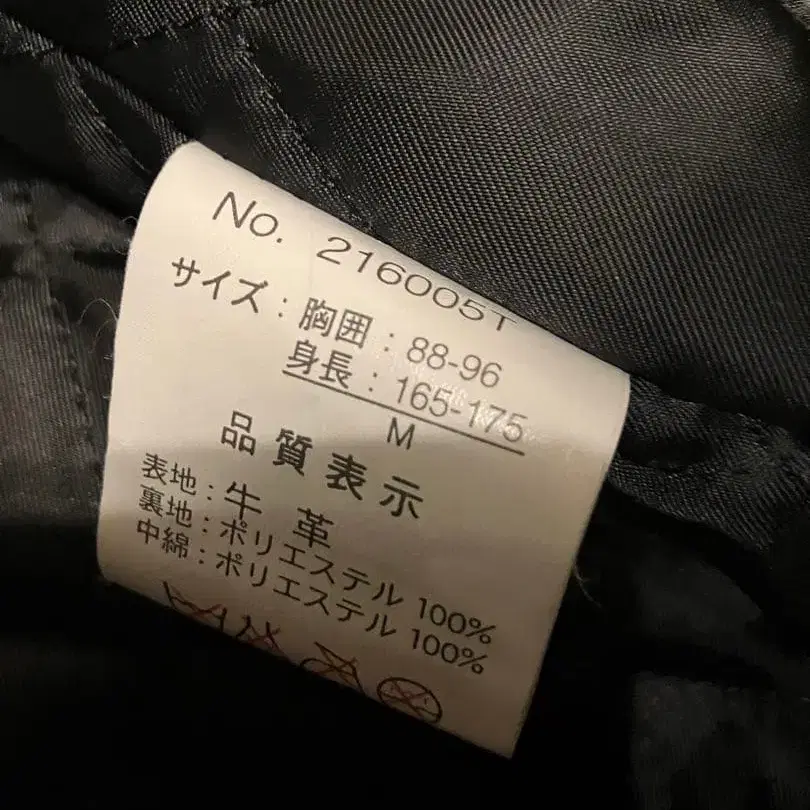 No. 216005T
サイズ：胸囲：88-96
身長：165-175
M
品質表示
表地：牛 革
裏地：ポリエステル 100%
中綿：ポリエステル 100%